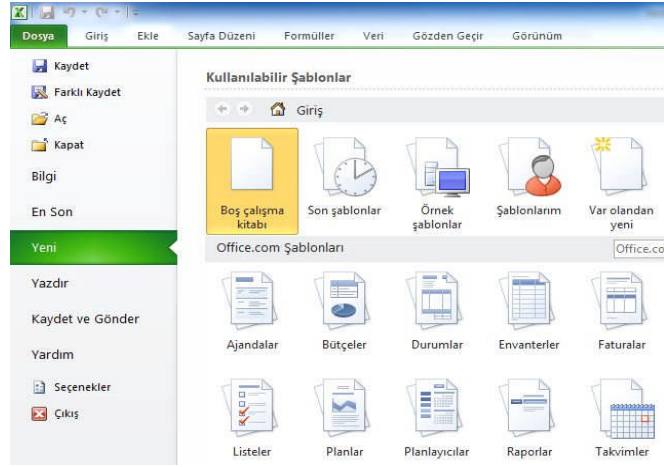 Dosya Giriş Ekle Sayfa Düzeni Formüller Veri Gözden Geçir Görünüm
Kaydet
Farklı Kaydet
Aç
Kapat
Bilgi
En Son
Yeni
Yazdır
Kaydet ve Gönder
Yardım
Seçenekler
Çıkış
Kullanılabilir Şablonlar
Giriş
Boş çalışma kitabı
Son şablonlar
Örnek şablonlar
Şablonlarım
Var olandan yeni
Office.com Şablonları
Office.co
Ajandalar
Bütçeler
Durumlar
Envanterler
Faturalar
Listeler
Planlar
Planlayıcılar
Raporlar
Takvimler